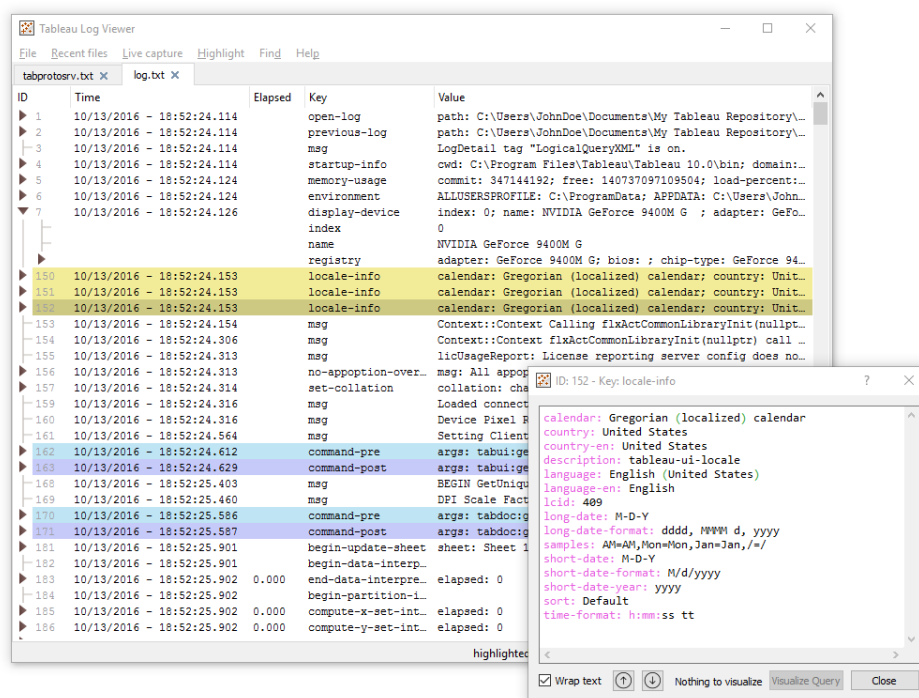 Tableau Log Viewer
File Recent files Live capture Highlight Find Help
tabprotosrv.txt log.txt
ID Time Elapsed Key Value
1 10/13/2016 - 18:52:24.114 open-log path: C:\Users\JohnDoe\Documents\My Tableau Repository\…
2 10/13/2016 - 18:52:24.114 previous-log path: C:\Users\JohnDoe\Documents\My Tableau Repository\…
3 10/13/2016 - 18:52:24.114 msg LogDetail tag "LogicalQueryXML" is on.
4 10/13/2016 - 18:52:24.114 startup-info cwd: C:\Program Files\Tableau\Tableau 10.0\bin; domain:…
5 10/13/2016 - 18:52:24.124 memory-usage commit: 347144192; free: 140737097109504; load-percent:…
6 10/13/2016 - 18:52:24.124 environment ALLUSERSPROFILE: C:\ProgramData; APPDATA: C:\Users\John…
7 10/13/2016 - 18:52:24.126 display-device index: 0; name: NVIDIA GeForce 9400M G ; adapter: GeFo…
index 0
name NVIDIA GeForce 9400M G
registry adapter: GeForce 9400M G; bios: ; chip-type: GeForce 94…
150 10/13/2016 - 18:52:24.153 locale-info calendar: Gregorian (localized) calendar; country: Unit…
151 10/13/2016 - 18:52:24.153 locale-info calendar: Gregorian (localized) calendar; country: Unit…
152 10/13/2016 - 18:52:24.153 locale-info calendar: Gregorian (localized) calendar; country: Unit…
153 10/13/2016 - 18:52:24.154 msg Context::Context Calling flxActCommonLibraryInit(nullpt…
154 10/13/2016 - 18:52:24.306 msg Context::Context flxActCommonLibraryInit(nullptr) call …
155 10/13/2016 - 18:52:24.313 msg licUsageReport: License reporting server config does no…
156 10/13/2016 - 18:52:24.313 no-appoption-over… msg: All appop
157 10/13/2016 - 18:52:24.314 set-collation collation: cha
159 10/13/2016 - 18:52:24.316 msg Loaded connect
160 10/13/2016 - 18:52:24.316 msg Device Pixel R
161 10/13/2016 - 18:52:24.564 msg Setting Client
162 10/13/2016 - 18:52:24.612 command-pre args: tabui:ge
163 10/13/2016 - 18:52:24.629 command-post args: tabui:ge
168 10/13/2016 - 18:52:25.403 msg BEGIN GetUniqu
169 10/13/2016 - 18:52:25.460 msg DPI Scale Fact
170 10/13/2016 - 18:52:25.586 command-pre args: tabdoc:g
171 10/13/2016 - 18:52:25.587 command-post args: tabdoc:g
181 10/13/2016 - 18:52:25.901 begin-update-sheet sheet: Sheet 1
182 10/13/2016 - 18:52:25.901 begin-data-interp…
183 10/13/2016 - 18:52:25.902 0.000 end-data-interpre… elapsed: 0
184 10/13/2016 - 18:52:25.902 begin-partition-i…
185 10/13/2016 - 18:52:25.902 0.000 compute-x-set-int… elapsed: 0
186 10/13/2016 - 18:52:25.902 0.000 compute-y-set-int… elapsed: 0
highlighted
ID: 152 - Key: locale-info ?
calendar: Gregorian (localized) calendar
country: United States
country-en: United States
description: tableau-ui-locale
language: English (United States)
language-en: English
lcid: 409
long-date: M-D-Y
long-date-format: dddd, MMMM d, yyyy
samples: AM=AM,Mon=Mon,Jan=Jan,/=/
short-date: M-D-Y
short-date-format: M/d/yyyy
short-date-year: yyyy
sort: Default
time-format: h:mm:ss tt
Wrap text Nothing to visualize Visualize Query Close